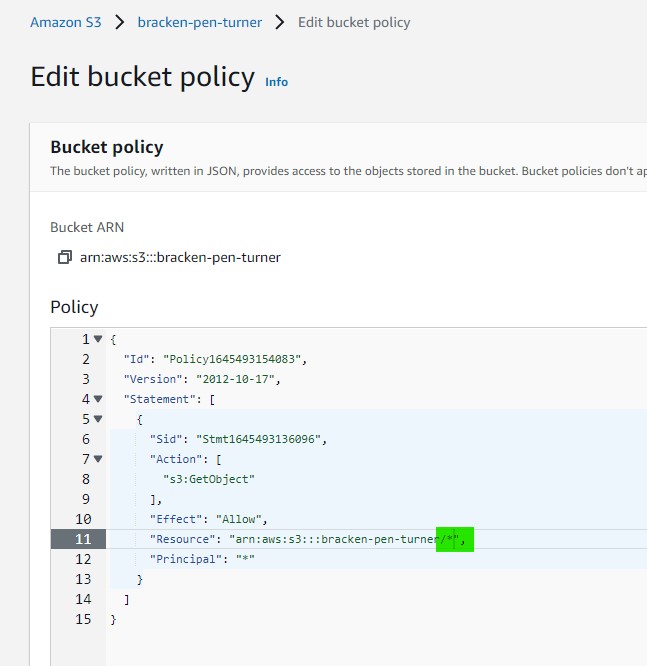 Amazon S3 > bracken-pen-turner > Edit bucket policy
Edit bucket policy Info
Bucket policy
The bucket policy, written in JSON, provides access to the objects stored in the bucket. Bucket policies don't
Bucket ARN
arn:aws:s3:::bracken-pen-turner
Policy
1 {
2 "Id": "Policy1645493154083",
3 "Version": "2012-10-17",
4 "Statement": [
5 {
6 "Sid": "Stmt1645493136096",
7 "Action": [
8 "s3:GetObject"
9 ],
10 "Effect": "Allow",
11 "Resource": "arn:aws:s3:::bracken-pen-turner/*",
12 "Principal": "*"
13 }
14 ]
15 }